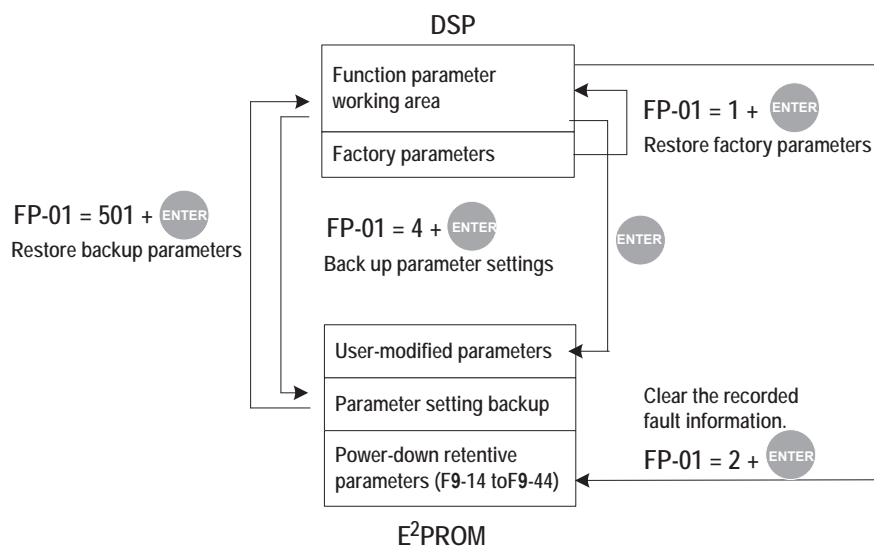 DSP
Function parameter
working area
Factory parameters
FP-01 = 1 + ENTER
Restore factory parameters
FP-01 = 501 + ENTER
Restore backup parameters
FP-01 = 4 + ENTER
Back up parameter settings
ENTER
User-modified parameters
Parameter setting backup
Power-down retentive
parameters (F9-14 toF9-44)
Clear the recorded
fault information.
FP-01 = 2 + ENTER
E²PROM